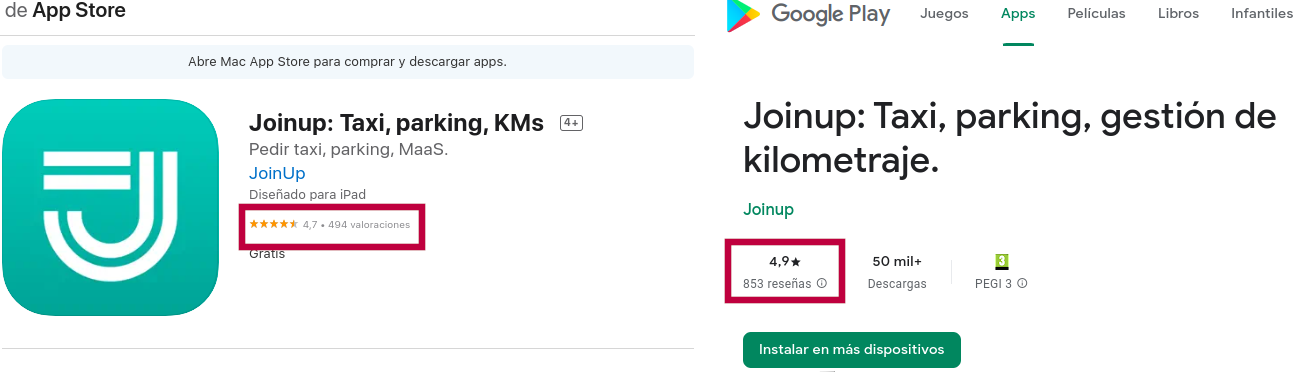 de App Store
Abre Mac App Store para comprar y descargar apps.
Joinup: Taxi, parking, KMs 4+
Pedir taxi, parking, MaaS.
JoinUp
Diseñado para iPad
4,7 • 494 valoraciones
Gratis
Google Play Juegos Apps Películas Libros Infantiles
Joinup: Taxi, parking, gestión de
kilometraje.
Joinup
4,9★ 50 mil+ 3
853 reseñas Descargas PEGI 3
Instalar en más dispositivos